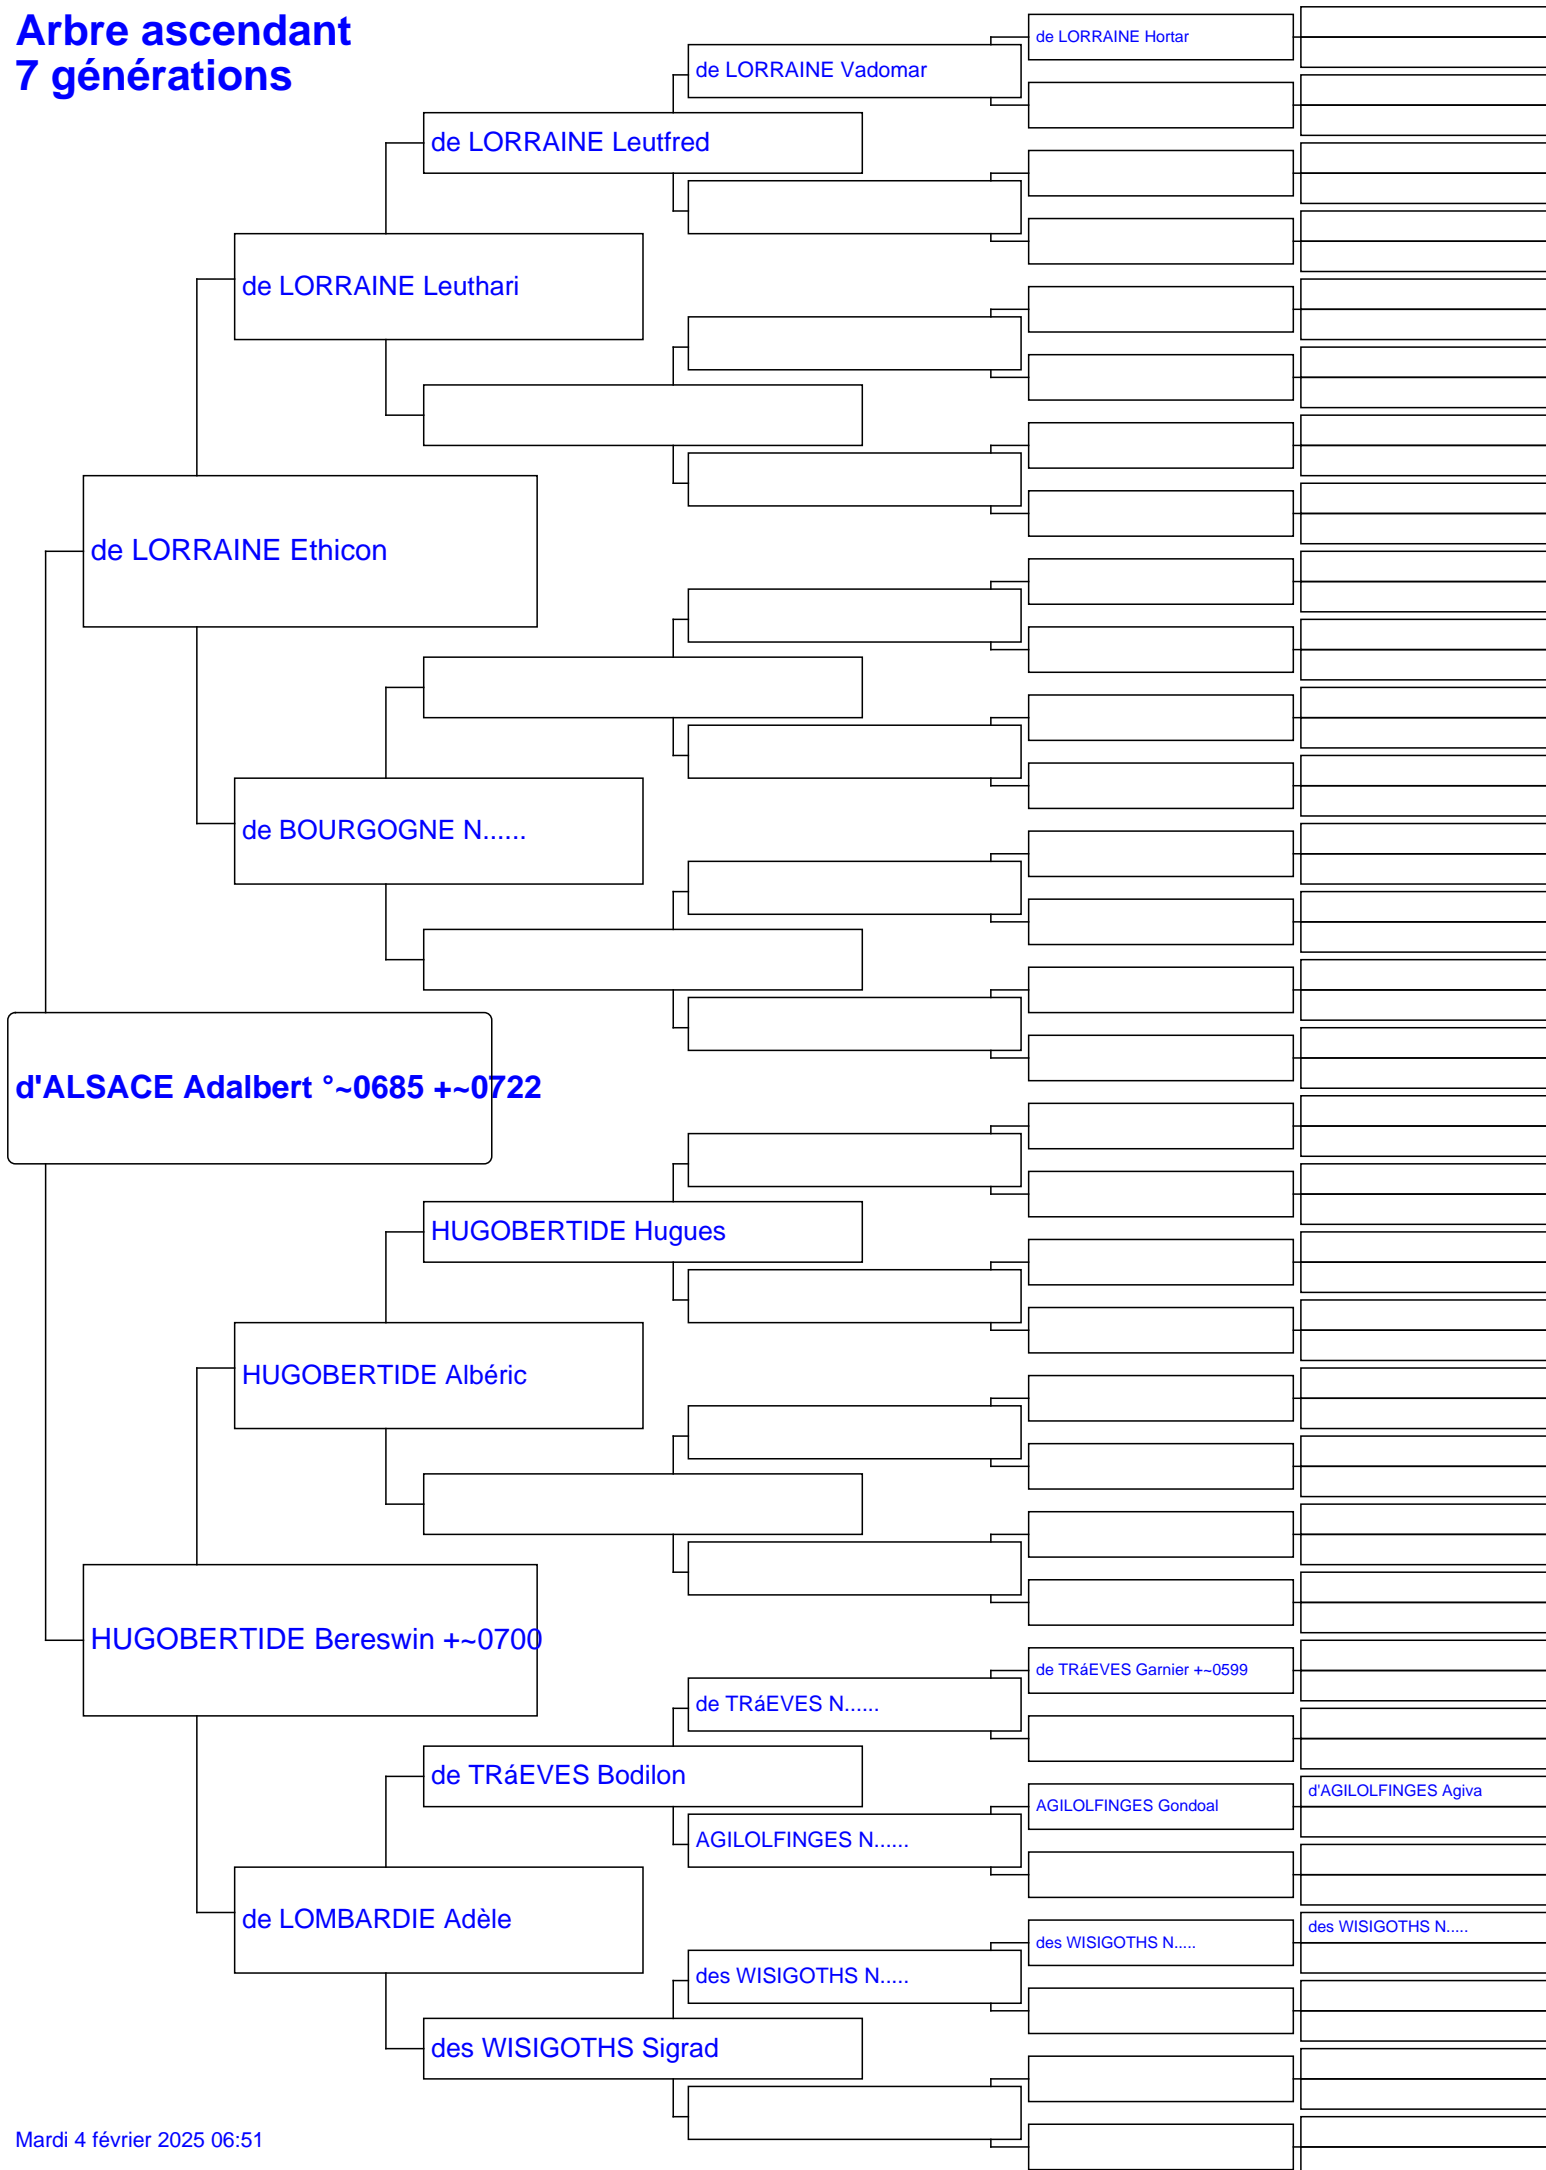 Arbre ascendant
7 générations
de LORRAINE Hortar
de LORRAINE Vadomar
de LORRAINE Leutfred
de LORRAINE Leuthari
de LORRAINE Ethicon
de BOURGOGNE N......
d'ALSACE Adalbert °~0685 +~0722
HUGOBERTIDE Hugues
HUGOBERTIDE Albéric
HUGOBERTIDE Bereswin +~0700
de TRáEVES Garnier +~0599
de TRáEVES N......
de TRáEVES Bodilon
d'AGILOLFINGES Agiva
AGILOLFINGES Gondoal
AGILOLFINGES N......
de LOMBARDIE Adèle
des WISIGOTHS N.....
des WISIGOTHS N.....
des WISIGOTHS N.....
des WISIGOTHS Sigrad
Mardi 4 février 2025 06:51